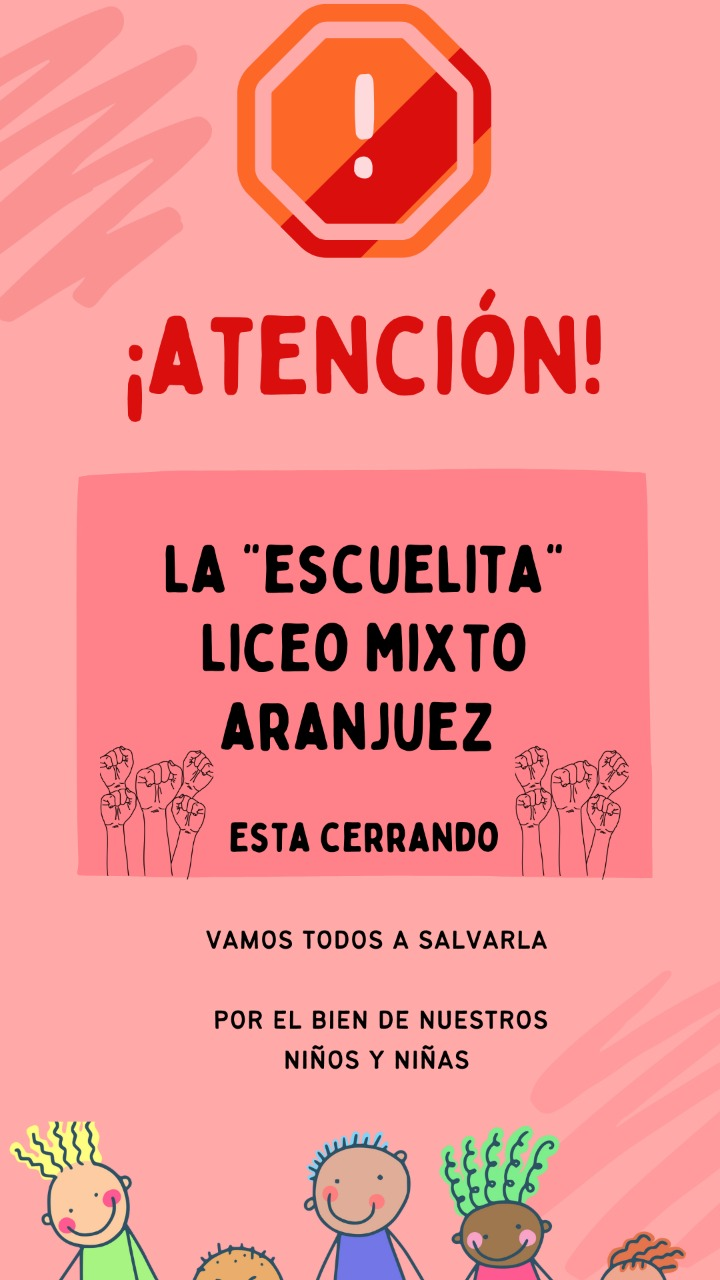 !
¡ATENCIÓN!
LA "ESCUELITA"
LICEO MIXTO
ARANJUEZ
ESTA CERRANDO
VAMOS TODOS A SALVARLA
POR EL BIEN DE NUESTROS
NIÑOS Y NIÑAS